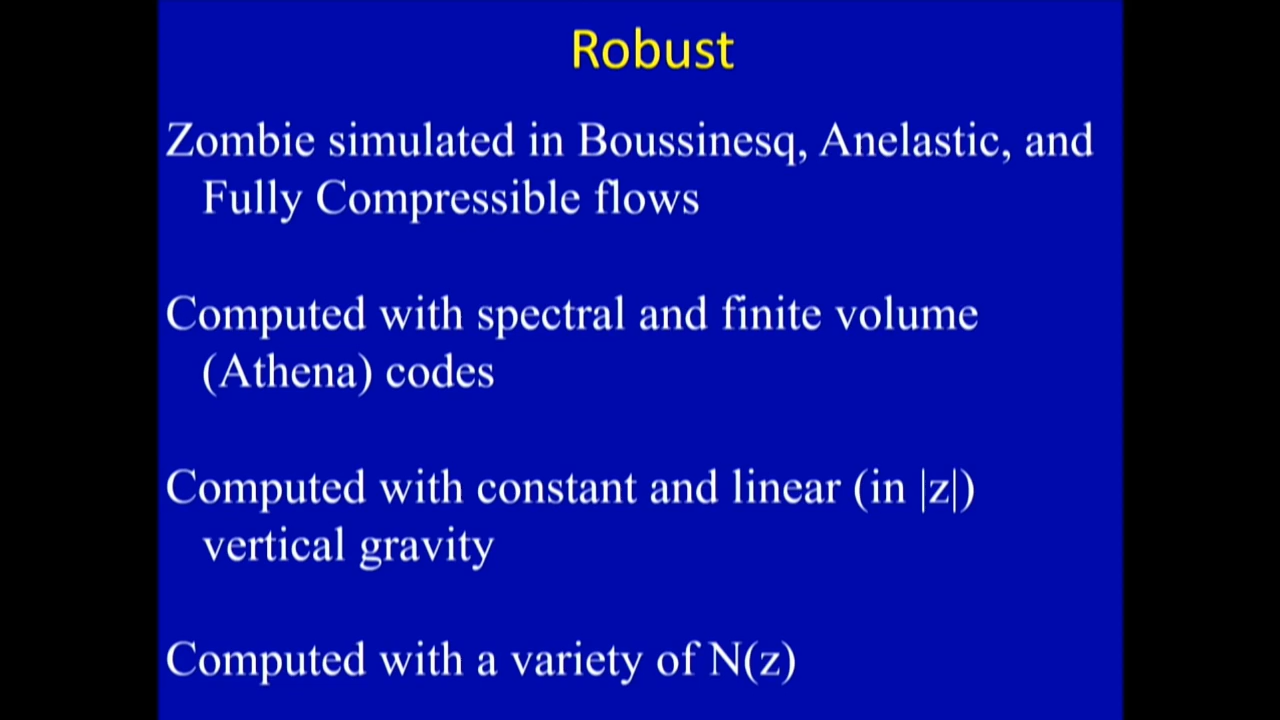 Robust
Zombie simulated in Boussinesq, Anelastic, and
Fully Compressible flows
Computed with spectral and finite volume
(Athena) codes
Computed with constant and linear (in |z|)
vertical gravity
Computed with a variety of N(z)